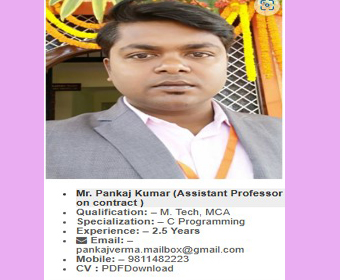 Mr. Pankaj Kumar (Assistant Professor
on contract )
Qualification: – M. Tech, MCA
Specialization: – C Programming
Experience: – 2.5 Years
Email: –
pankajverma.mailbox@gmail.com
Mobile: – 9811482223
CV : PDFDownload